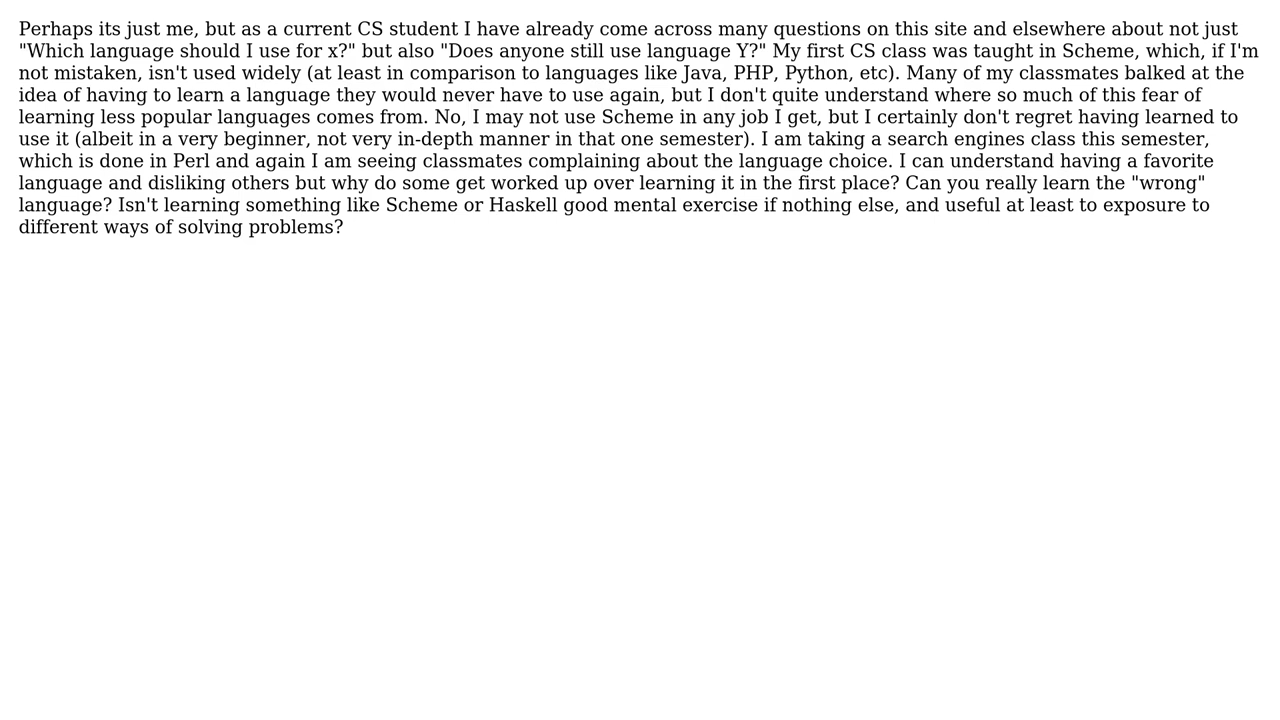 Perhaps its just me, but as a current CS student I have already come across many questions on this site and elsewhere about not just
"Which language should I use for x?" but also "Does anyone still use language Y?" My first CS class was taught in Scheme, which, if I'm
not mistaken, isn't used widely (at least in comparison to languages like Java, PHP, Python, etc). Many of my classmates balked at the
idea of having to learn a language they would never have to use again, but I don't quite understand where so much of this fear of
learning less popular languages comes from. No, I may not use Scheme in any job I get, but I certainly don't regret having learned to
use it (albeit in a very beginner, not very in-depth manner in that one semester). I am taking a search engines class this semester,
which is done in Perl and again I am seeing classmates complaining about the language choice. I can understand having a favorite
language and disliking others but why do some get worked up over learning it in the first place? Can you really learn the "wrong"
language? Isn't learning something like Scheme or Haskell good mental exercise if nothing else, and useful at least to exposure to
different ways of solving problems?